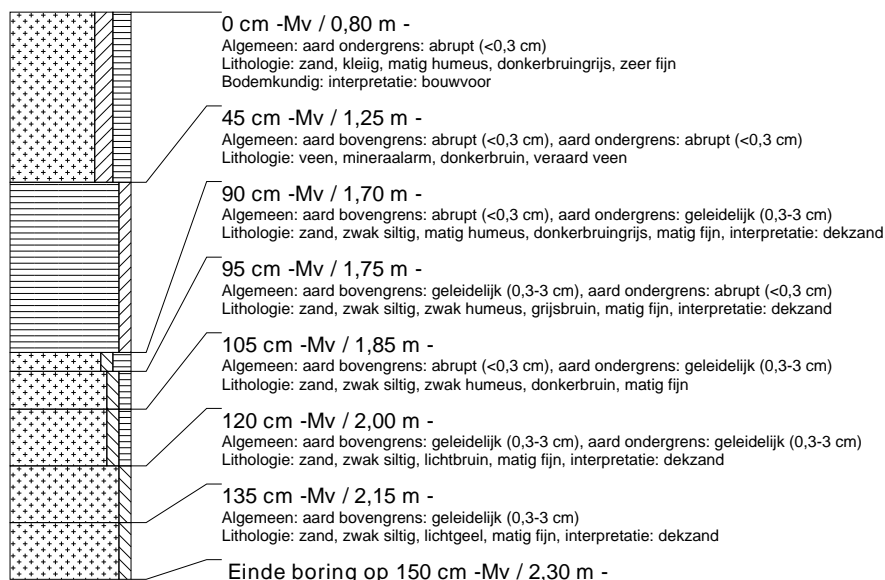 0 cm -Mv / 0,80 m -
Algemeen: aard ondergrens: abrupt (<0,3 cm)
Lithologie: zand, kleiig, matig humeus, donkerbruingrijs, zeer fijn
Bodemkundig: interpretatie: bouwvoor
45 cm -Mv / 1,25 m -
Algemeen: aard bovengrens: abrupt (<0,3 cm), aard ondergrens: abrupt (<0,3 cm)
Lithologie: veen, mineraalarm, donkerbruin, veraard veen
90 cm -Mv / 1,70 m -
Algemeen: aard bovengrens: abrupt (<0,3 cm), aard ondergrens: geleidelijk (0,3-3 cm)
Lithologie: zand, zwak siltig, matig humeus, donkerbruingrijs, matig fijn, interpretatie: dekzand
95 cm -Mv / 1,75 m -
Algemeen: aard bovengrens: geleidelijk (0,3-3 cm), aard ondergrens: abrupt (<0,3 cm)
Lithologie: zand, zwak siltig, zwak humeus, grijsbruin, matig fijn, interpretatie: dekzand
105 cm -Mv / 1,85 m -
Algemeen: aard bovengrens: abrupt (<0,3 cm), aard ondergrens: geleidelijk (0,3-3 cm)
Lithologie: zand, zwak siltig, zwak humeus, donkerbruin, matig fijn
120 cm -Mv / 2,00 m -
Algemeen: aard bovengrens: geleidelijk (0,3-3 cm), aard ondergrens: geleidelijk (0,3-3 cm)
Lithologie: zand, zwak siltig, lichtbruin, matig fijn, interpretatie: dekzand
135 cm -Mv / 2,15 m -
Algemeen: aard bovengrens: geleidelijk (0,3-3 cm)
Lithologie: zand, zwak siltig, lichtgeel, matig fijn, interpretatie: dekzand
Einde boring op 150 cm -Mv / 2,30 m -